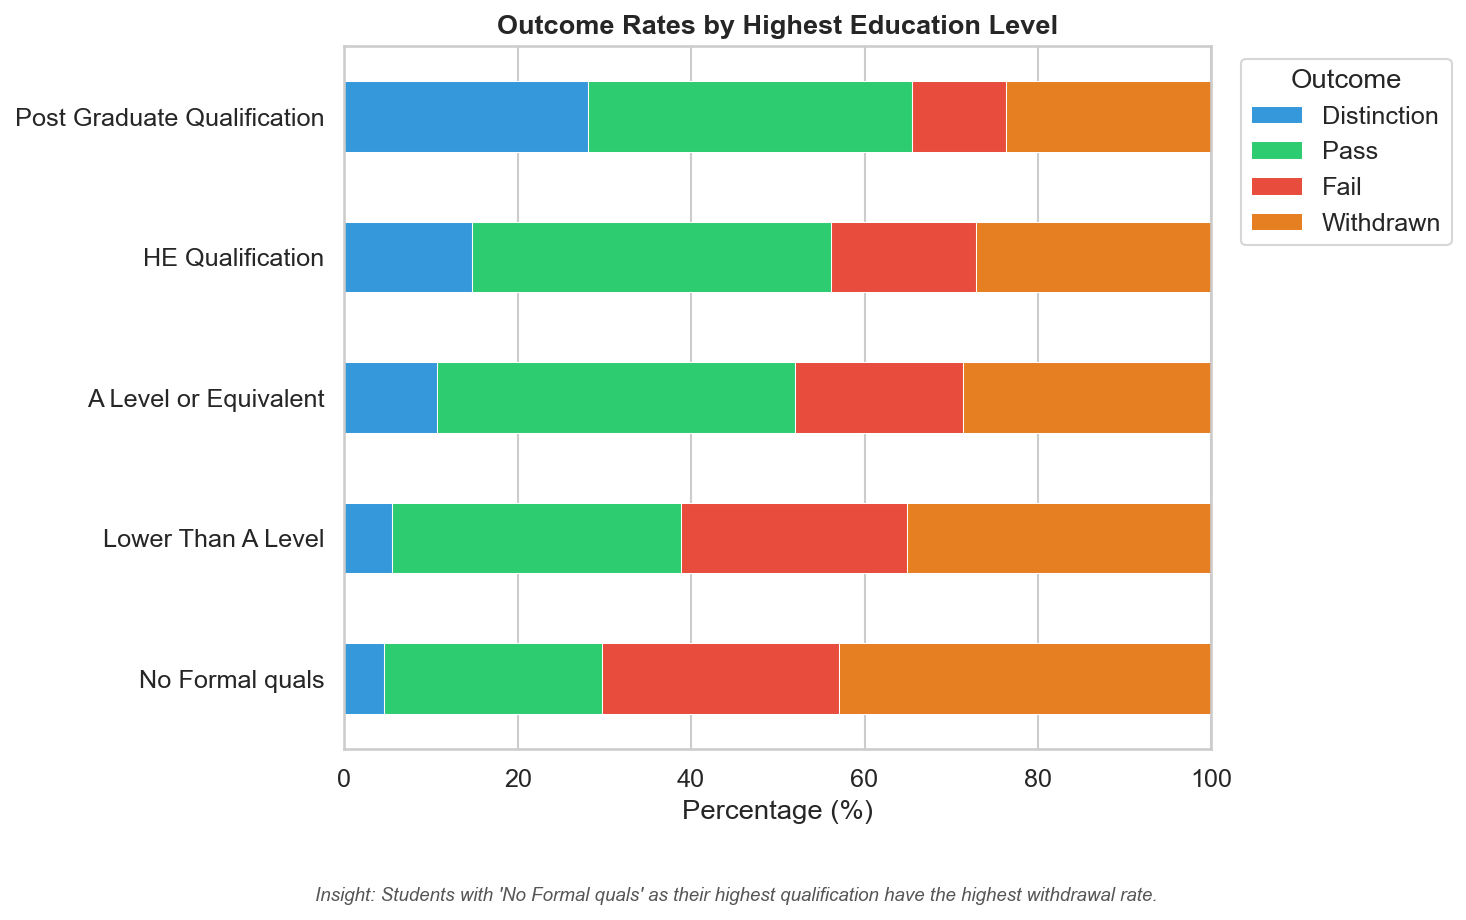 Outcome Rates by Highest Education Level
Post Graduate Qualification
HE Qualification
A Level or Equivalent
Lower Than A Level
No Formal quals
0 20 40 60 80 100
Percentage (%)
Outcome
Distinction
Pass
Fail
Withdrawn
Insight: Students with 'No Formal quals' as their highest qualification have the highest withdrawal rate.